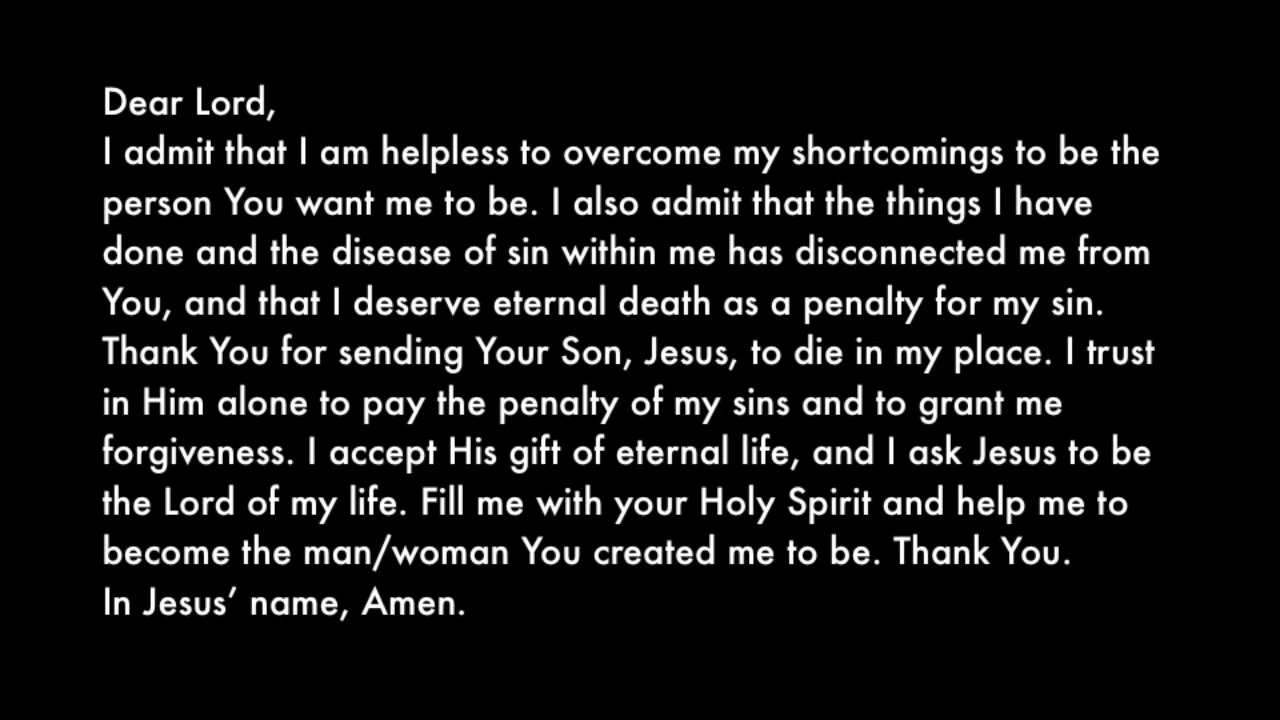 Dear Lord,
I admit that I am helpless to overcome my shortcomings to be the
person You want me to be. I also admit that the things I have
done and the disease of sin within me has disconnected me from
You, and that I deserve eternal death as a penalty for my sin.
Thank You for sending Your Son, Jesus, to die in my place. I trust
in Him alone to pay the penalty of my sins and to grant me
forgiveness. I accept His gift of eternal life, and I ask Jesus to be
the Lord of my life. Fill me with your Holy Spirit and help me to
become the man/woman You created me to be. Thank You.
In Jesus’ name, Amen.